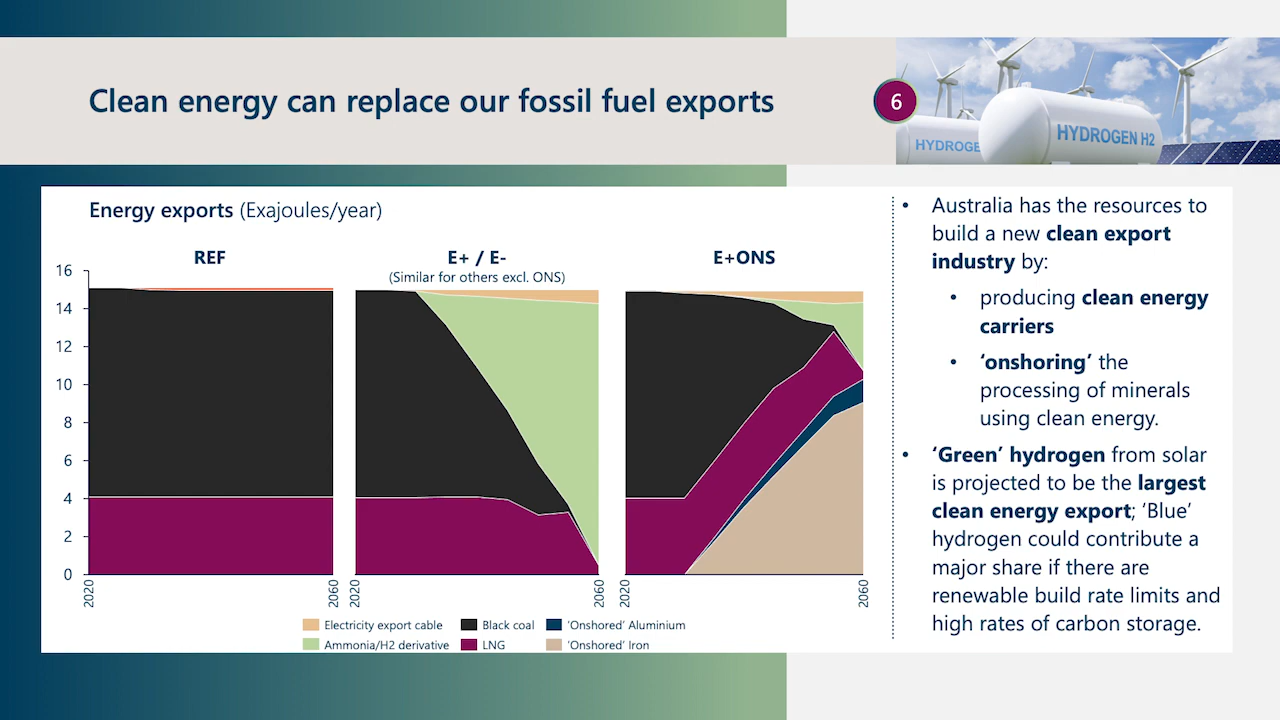 Clean energy can replace our fossil fuel exports
6
HYDROGE
HYDROGEN H2
Energy exports (Exajoules/year)
REF
E+ / E-
(Similar for others excl. ONS)
E+ONS
16
14
12
10
8
6
4
2
0
2020
2060
2020
2060
2020
2060
Electricity export cable
Black coal
‘Onshored’ Aluminium
Ammonia/H2 derivative
LNG
‘Onshored’ Iron
• Australia has the resources to
build a new clean export
industry by:
• producing clean energy
carriers
• ‘onshoring’ the
processing of minerals
using clean energy.
• ‘Green’ hydrogen from solar
is projected to be the largest
clean energy export; ‘Blue’
hydrogen could contribute a
major share if there are
renewable build rate limits and
high rates of carbon storage.